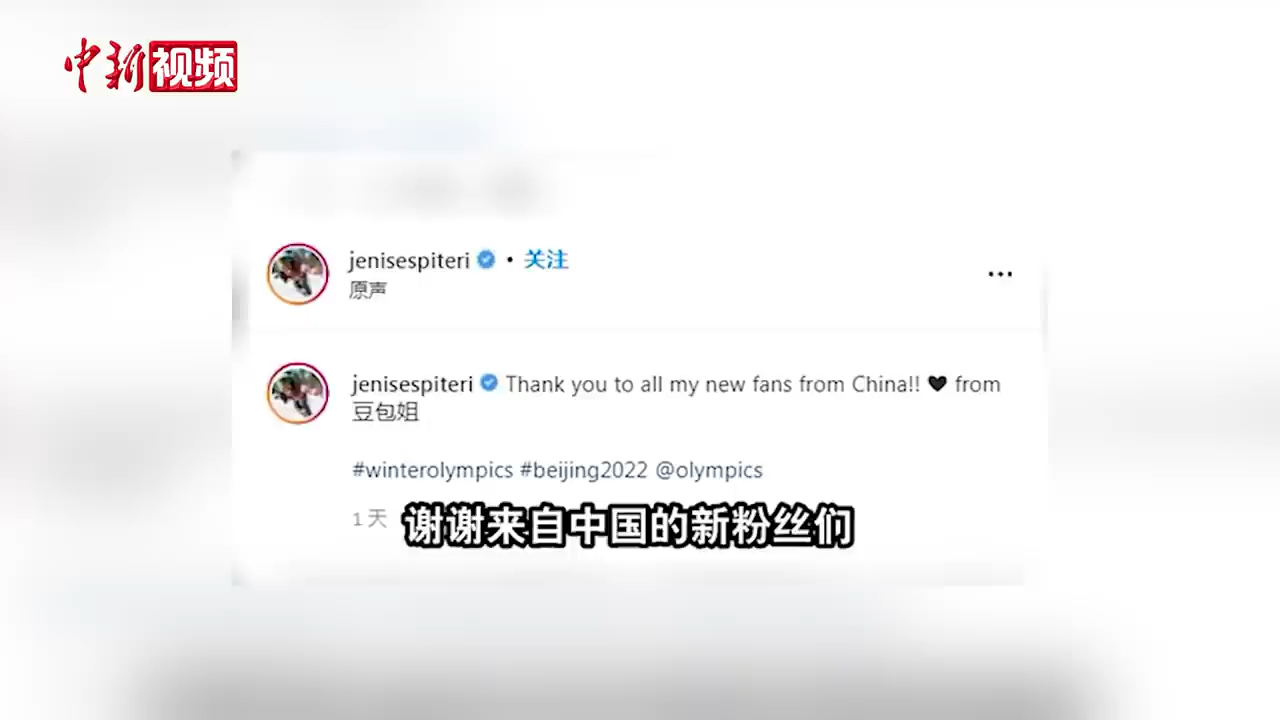 中新视频
jenisespiteri • 关注
原声
jenisespiteri Thank you to all my new fans from China!! 🖤 from
豆包姐
#winterolympics #beijing2022 @olympics
1天
谢谢来自中国的新粉丝们